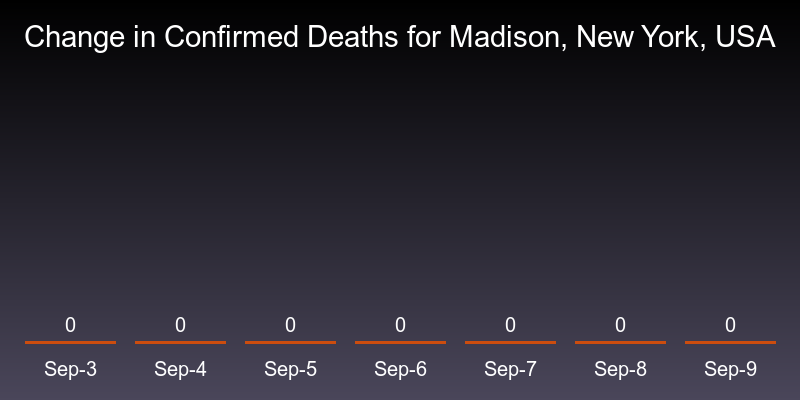 Change in Confirmed Deaths for Madison, New York, USA
0 0 0 0 0 0 0
Sep-3 Sep-4 Sep-5 Sep-6 Sep-7 Sep-8 Sep-9